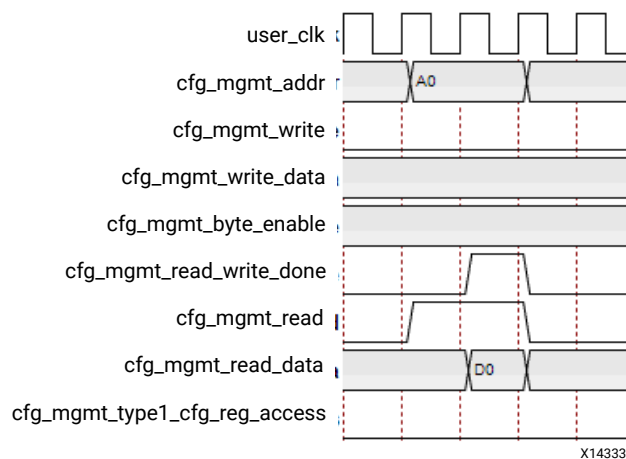 user_clk
cfg_mgmt_addr
A0
cfg_mgmt_write
cfg_mgmt_write_data
cfg_mgmt_byte_enable
cfg_mgmt_read_write_done
cfg_mgmt_read
cfg_mgmt_read_data
D0
cfg_mgmt_type1_cfg_reg_access
X14333